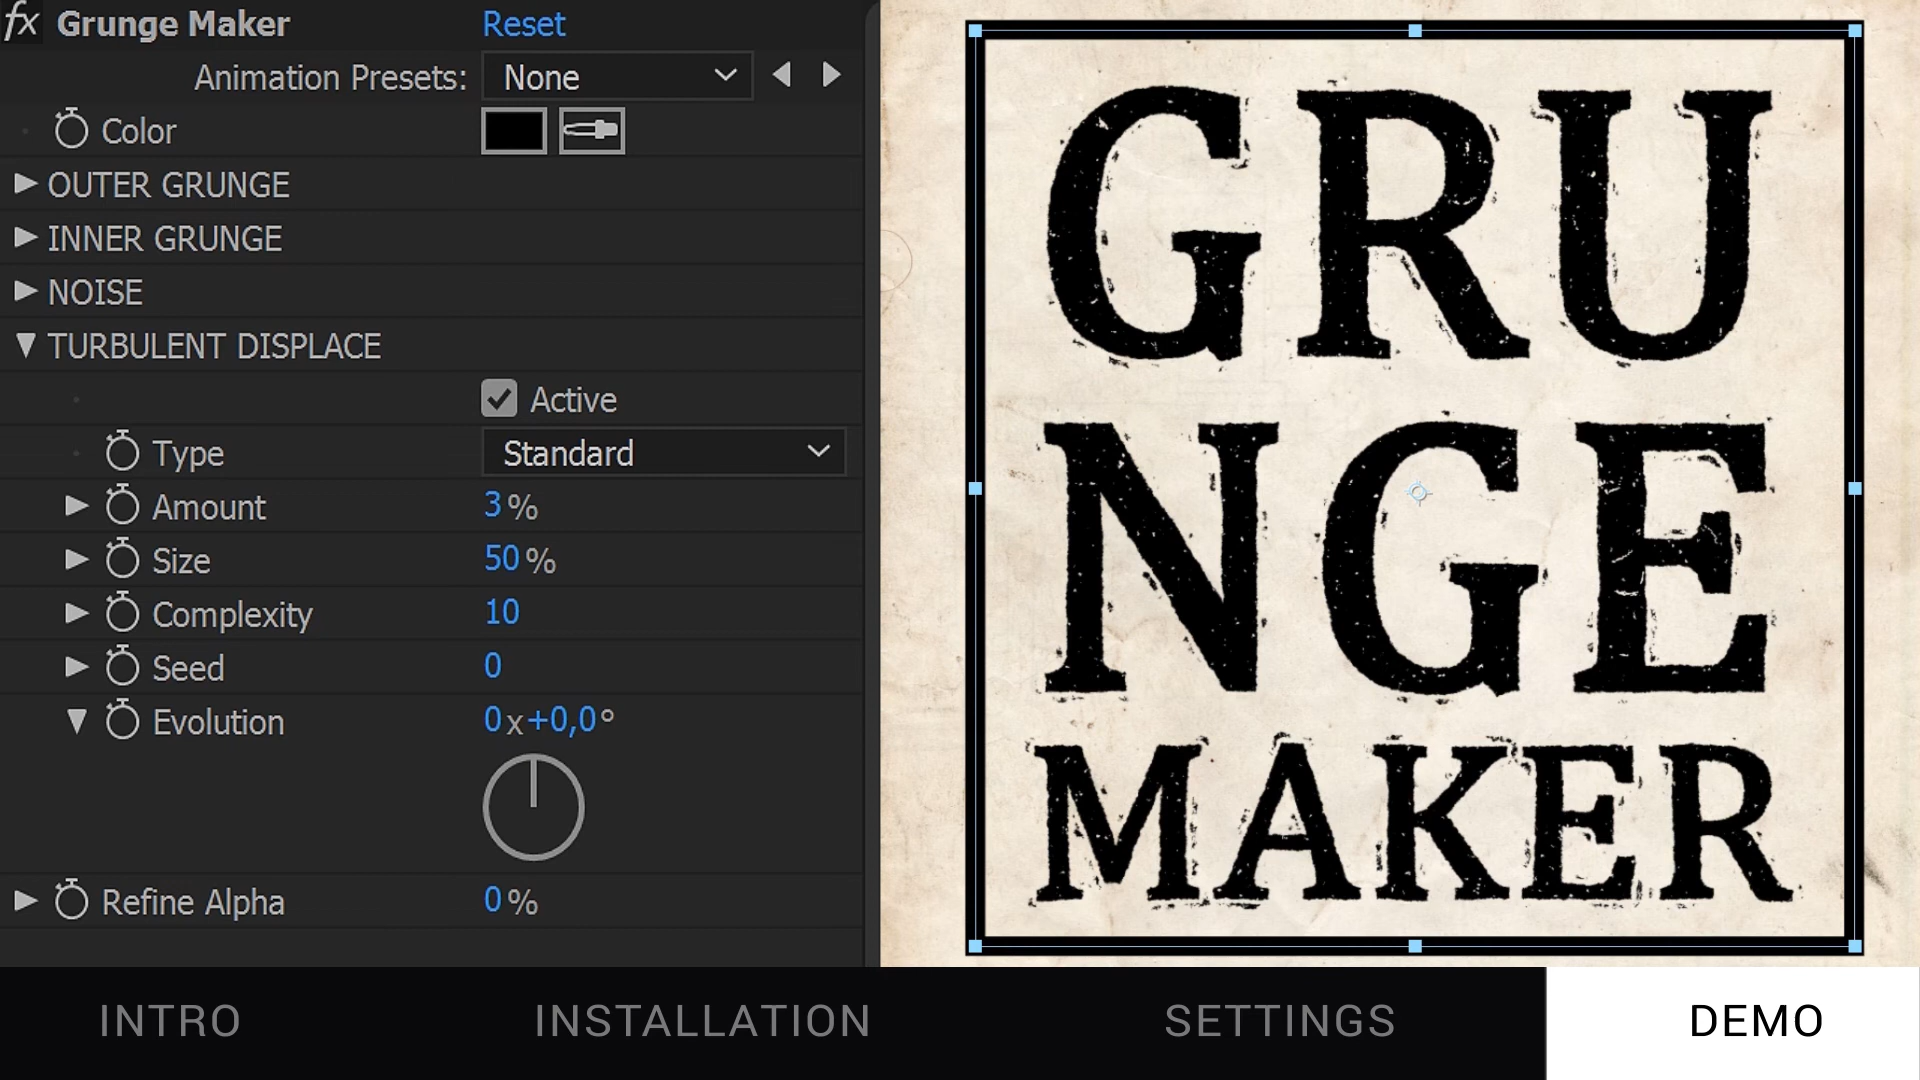 fx Grunge Maker Reset
Animation Presets: None
Color
OUTER GRUNGE
INNER GRUNGE
NOISE
TURBULENT DISPLACE
Active
Type Standard
Amount 3 %
Size 50 %
Complexity 10
Seed 0
Evolution 0x+0,0°
Refine Alpha 0 %
GRU
NGE
MAKER
INTRO INSTALLATION SETTINGS DEMO